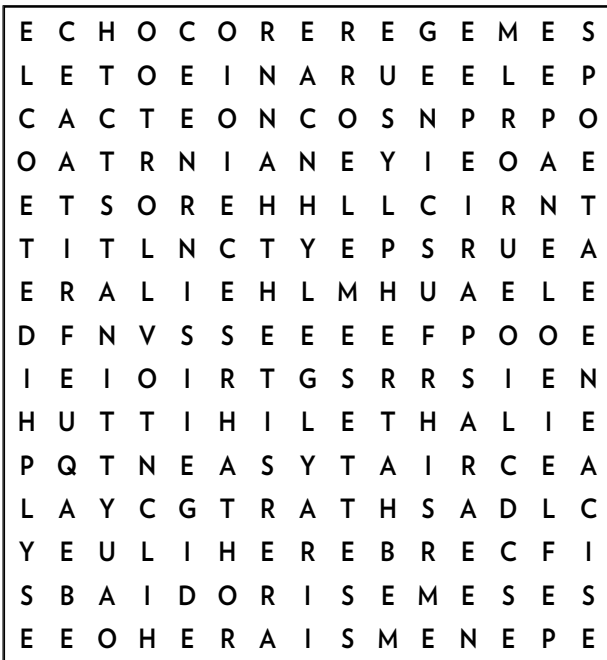 E C H O C O R E R E G E M E S
L E T O E I N A R U E E L E P
C A C T E O N C O S N P R P O
O A T R N I A N E Y I E O A E
E T S O R E H H L L C I R N T
T I T L N C T Y E P S R U E A
E R A L I E H L M H U A E L E
D F N V S S E E E E F P O O E
I E I O I R T G S R R S I E N
H U T T I H I L E T H A L I E
P Q T N E A S Y T A I R C E A
L A Y C G T R A T H S A D L C
Y E U L I H E R E B R E C F I
S B A I D O R I S E M E S E S
E E O H E R A I S M E N E P E